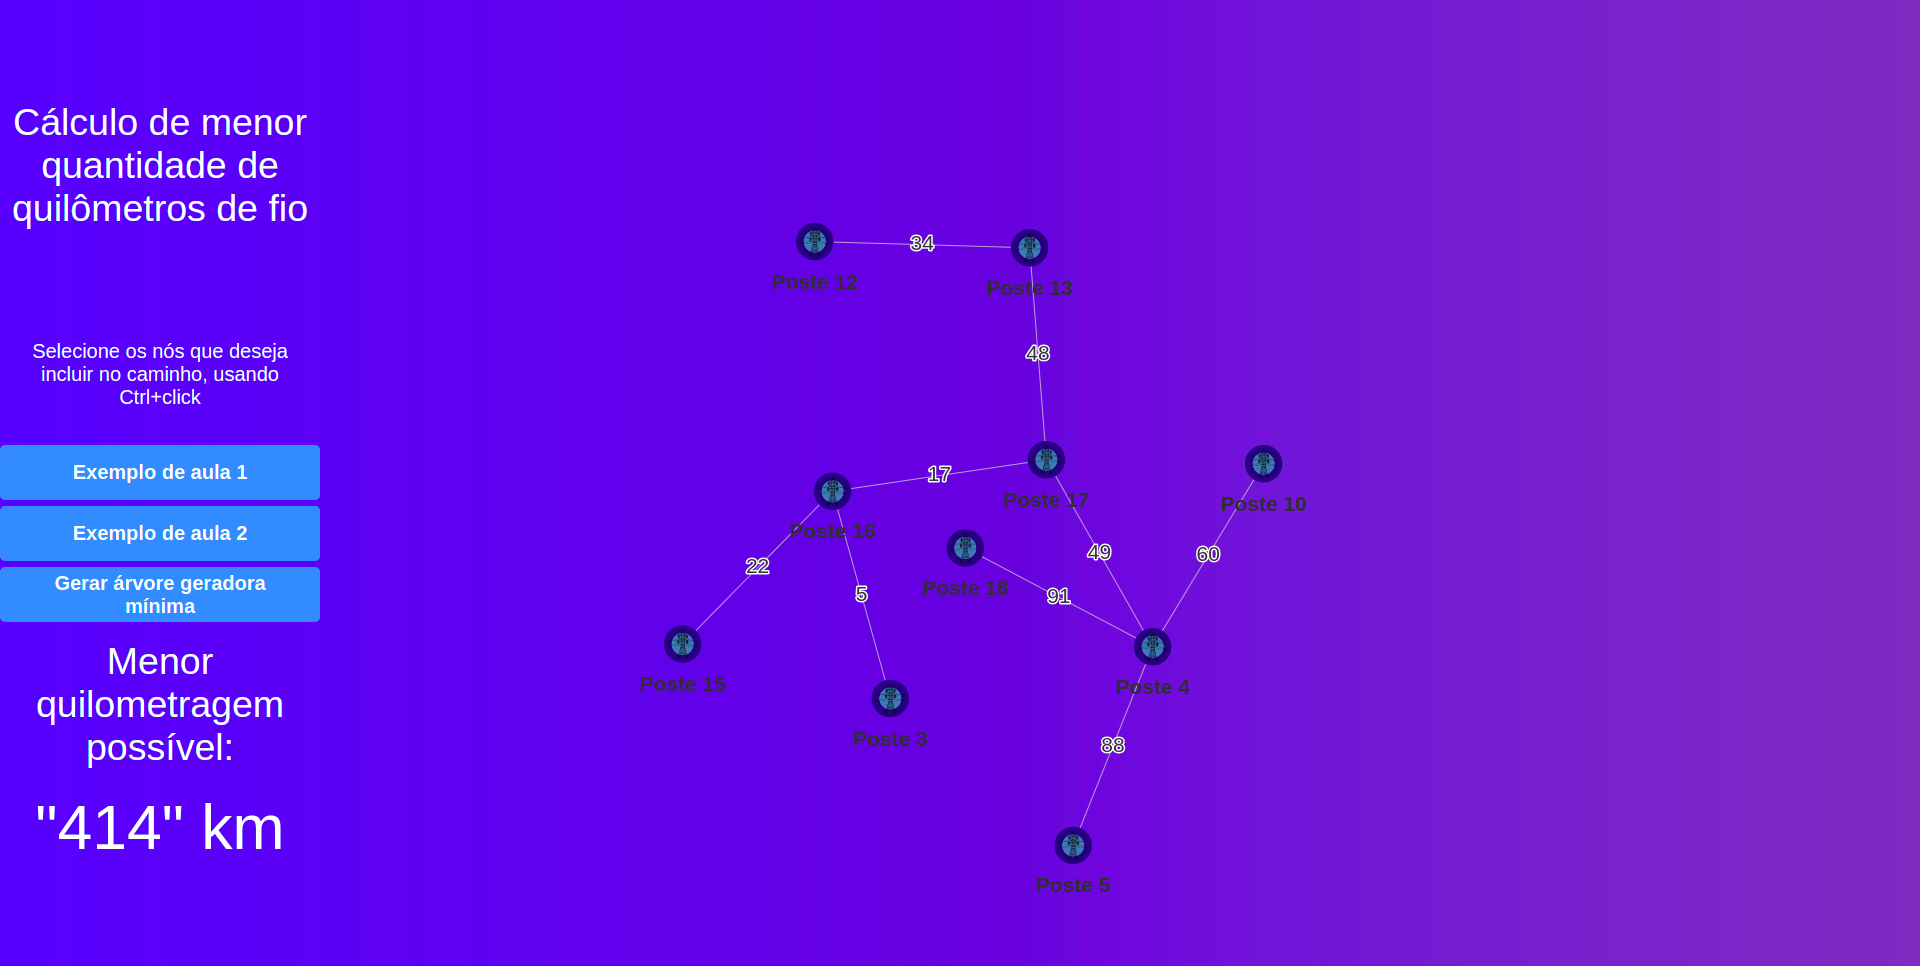 Cálculo de menor
quantidade de
quilômetros de fio
Selecione os nós que deseja
incluir no caminho, usando
Ctrl+click
Exemplo de aula 1
Exemplo de aula 2
Gerar árvore geradora
mínima
Menor
quilometragem
possível:
"414" km
34
Poste 12
Poste 13
48
17
Poste 17
Poste 10
Poste 16
49
60
22
Poste 18
5
91
Poste 15
Poste 4
Poste 3
88
Poste 5